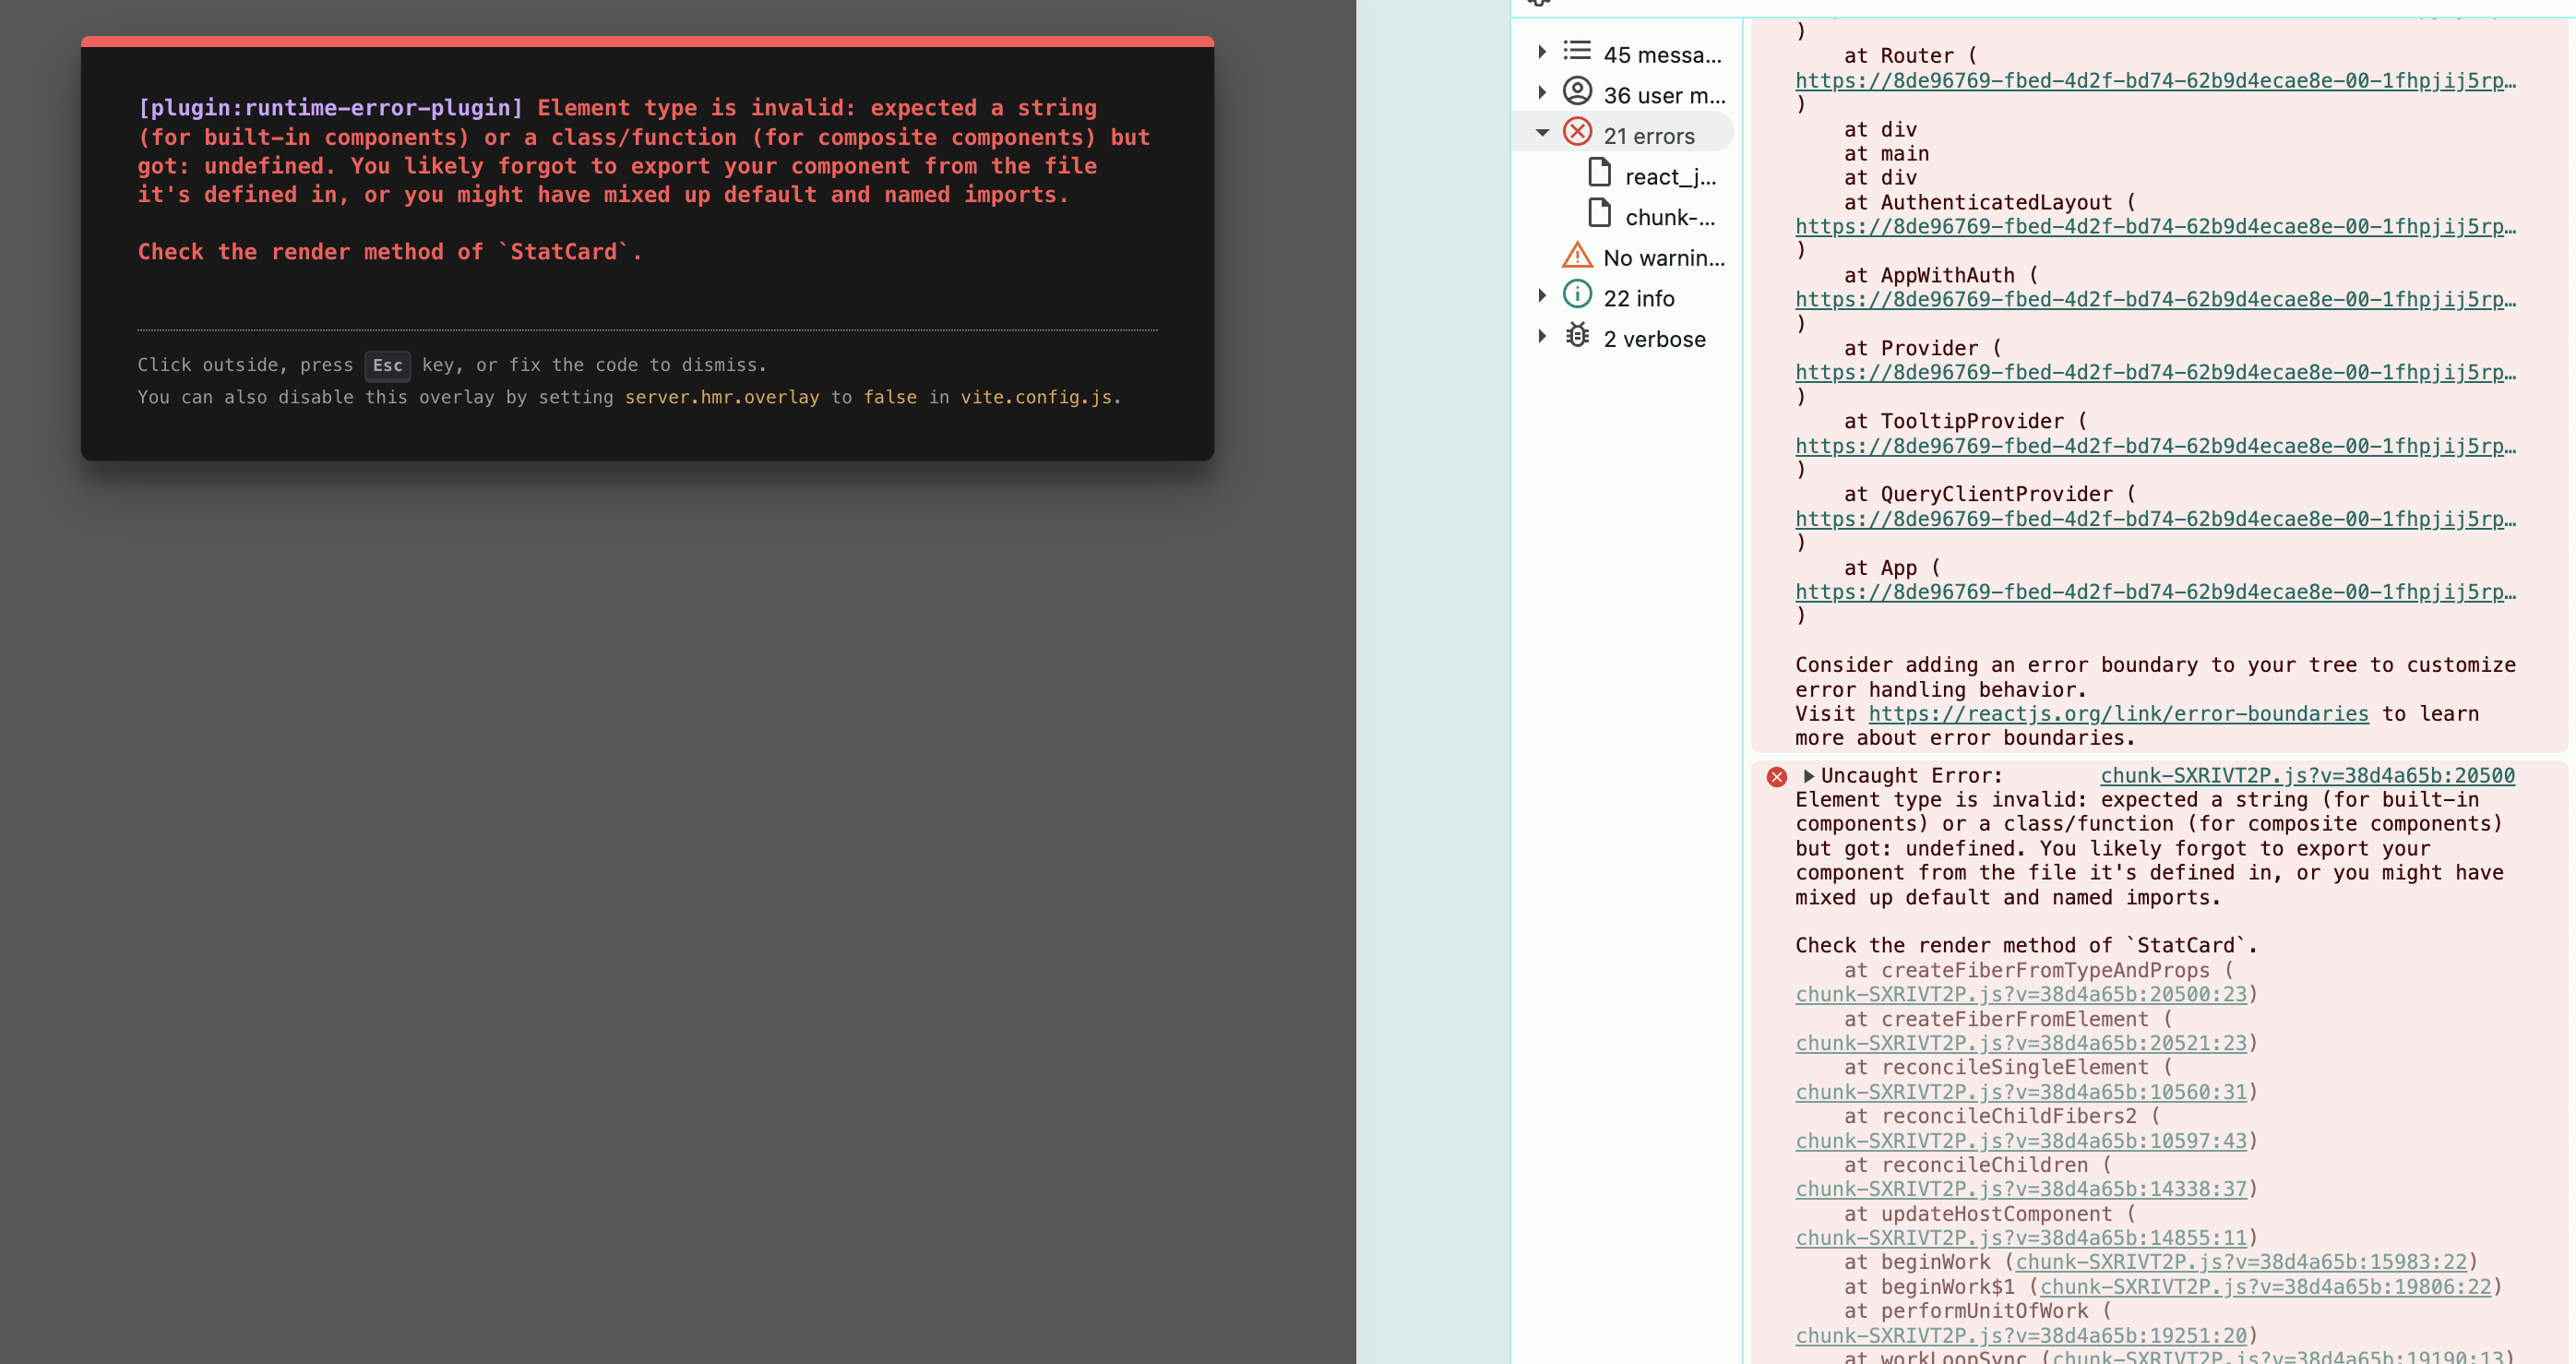 [plugin:runtime-error-plugin] Element type is invalid: expected a string
(for built-in components) or a class/function (for composite components) but
got: undefined. You likely forgot to export your component from the file
it's defined in, or you might have mixed up default and named imports.
Check the render method of `StatCard`.
Click outside, press Esc key, or fix the code to dismiss.
You can also disable this overlay by setting server.hmr.overlay to false in vite.config.js.
45 messa…
36 user m…
21 errors
react_j…
chunk-…
No warnin…
22 info
2 verbose
)
at Router (
https://8de96769-fbed-4d2f-bd74-62b9d4ecae8e-00-1fhpjij5rp…
)
at div
at main
at div
at AuthenticatedLayout (
https://8de96769-fbed-4d2f-bd74-62b9d4ecae8e-00-1fhpjij5rp…
)
at AppWithAuth (
https://8de96769-fbed-4d2f-bd74-62b9d4ecae8e-00-1fhpjij5rp…
)
at Provider (
https://8de96769-fbed-4d2f-bd74-62b9d4ecae8e-00-1fhpjij5rp…
)
at TooltipProvider (
https://8de96769-fbed-4d2f-bd74-62b9d4ecae8e-00-1fhpjij5rp…
)
at QueryClientProvider (
https://8de96769-fbed-4d2f-bd74-62b9d4ecae8e-00-1fhpjij5rp…
)
at App (
https://8de96769-fbed-4d2f-bd74-62b9d4ecae8e-00-1fhpjij5rp…
)
Consider adding an error boundary to your tree to customize
error handling behavior.
Visit https://reactjs.org/link/error-boundaries to learn
more about error boundaries.
Uncaught Error: chunk-SXRIVT2P.js?v=38d4a65b:20500
Element type is invalid: expected a string (for built-in
components) or a class/function (for composite components)
but got: undefined. You likely forgot to export your
component from the file it's defined in, or you might have
mixed up default and named imports.
Check the render method of `StatCard`.
at createFiberFromTypeAndProps (
chunk-SXRIVT2P.js?v=38d4a65b:20500:23)
at createFiberFromElement (
chunk-SXRIVT2P.js?v=38d4a65b:20521:23)
at reconcileSingleElement (
chunk-SXRIVT2P.js?v=38d4a65b:10560:31)
at reconcileChildFibers2 (
chunk-SXRIVT2P.js?v=38d4a65b:10597:43)
at reconcileChildren (
chunk-SXRIVT2P.js?v=38d4a65b:14338:37)
at updateHostComponent (
chunk-SXRIVT2P.js?v=38d4a65b:14855:11)
at beginWork (chunk-SXRIVT2P.js?v=38d4a65b:15983:22)
at beginWork$1 (chunk-SXRIVT2P.js?v=38d4a65b:19806:22)
at performUnitOfWork (
chunk-SXRIVT2P.js?v=38d4a65b:19251:20)
at workLoopSync (chunk-SXRIVT2P.js?v=38d4a65b:19190:13)